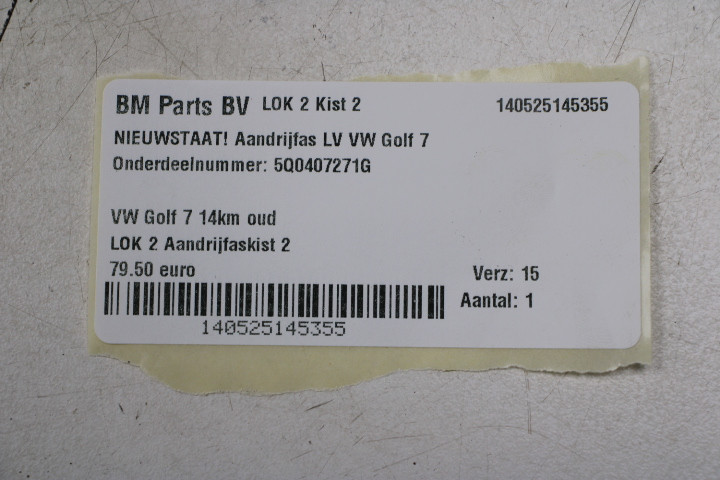 BM Parts BV LOK 2 Kist 2 140525145355
NIEUWSTAAT! Aandrijfas LV VW Golf 7
Onderdeelnummer: 5Q0407271G
VW Golf 7 14km oud
LOK 2 Aandrijfaskist 2
79.50 euro Verz: 15
Aantal: 1
140525145355